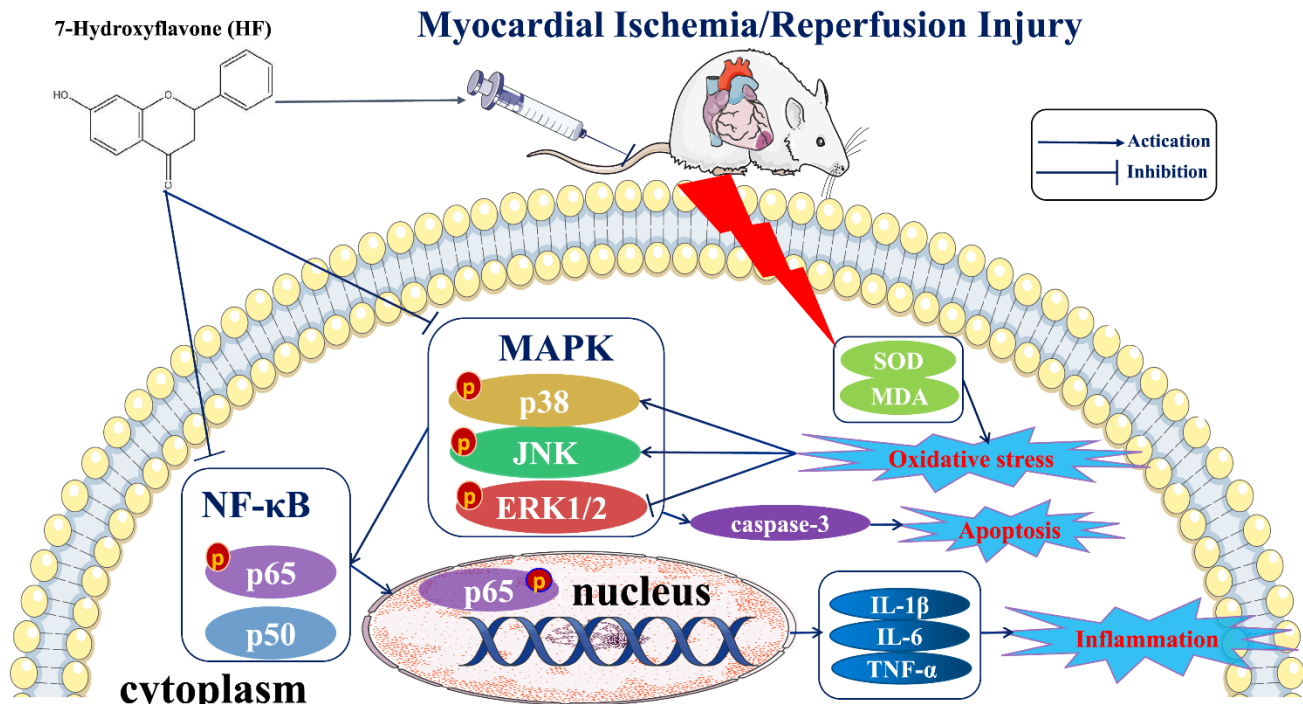 Myocardial Ischemia/Reperfusion Injury
7-Hydroxyflavone (HF)
HO
O
O
Actication
Inhibition
MAPK
p
p38
p
JNK
p
ERK1/2
SOD
MDA
Oxidative stress
caspase-3
Apoptosis
NF-κB
p
p65
p50
p65
p
nucleus
IL-1β
IL-6
TNF-α
Inflammation
cytoplasm